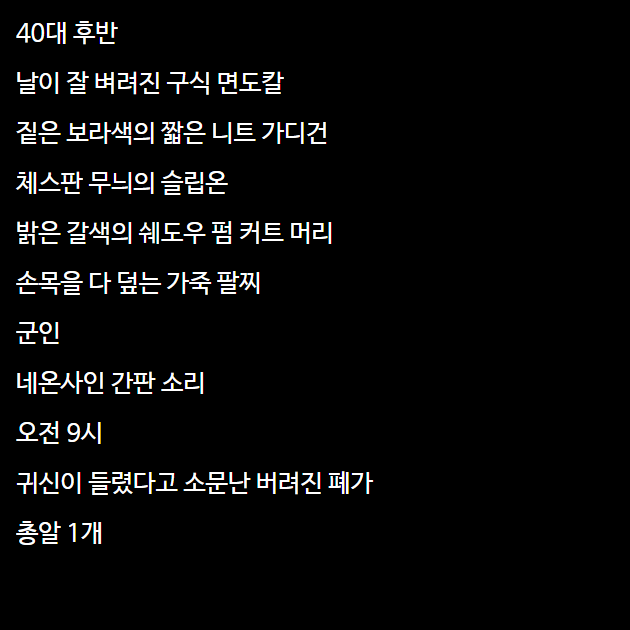 40대 후반
날이 잘 벼려진 구식 면도칼
짙은 보라색의 짧은 니트 가디건
체스판 무늬의 슬립온
밝은 갈색의 쉐도우 펌 커트 머리
손목을 다 덮는 가죽 팔찌
군인
네온사인 간판 소리
오전 9시
귀신이 들렸다고 소문난 버려진 폐가
총알 1개